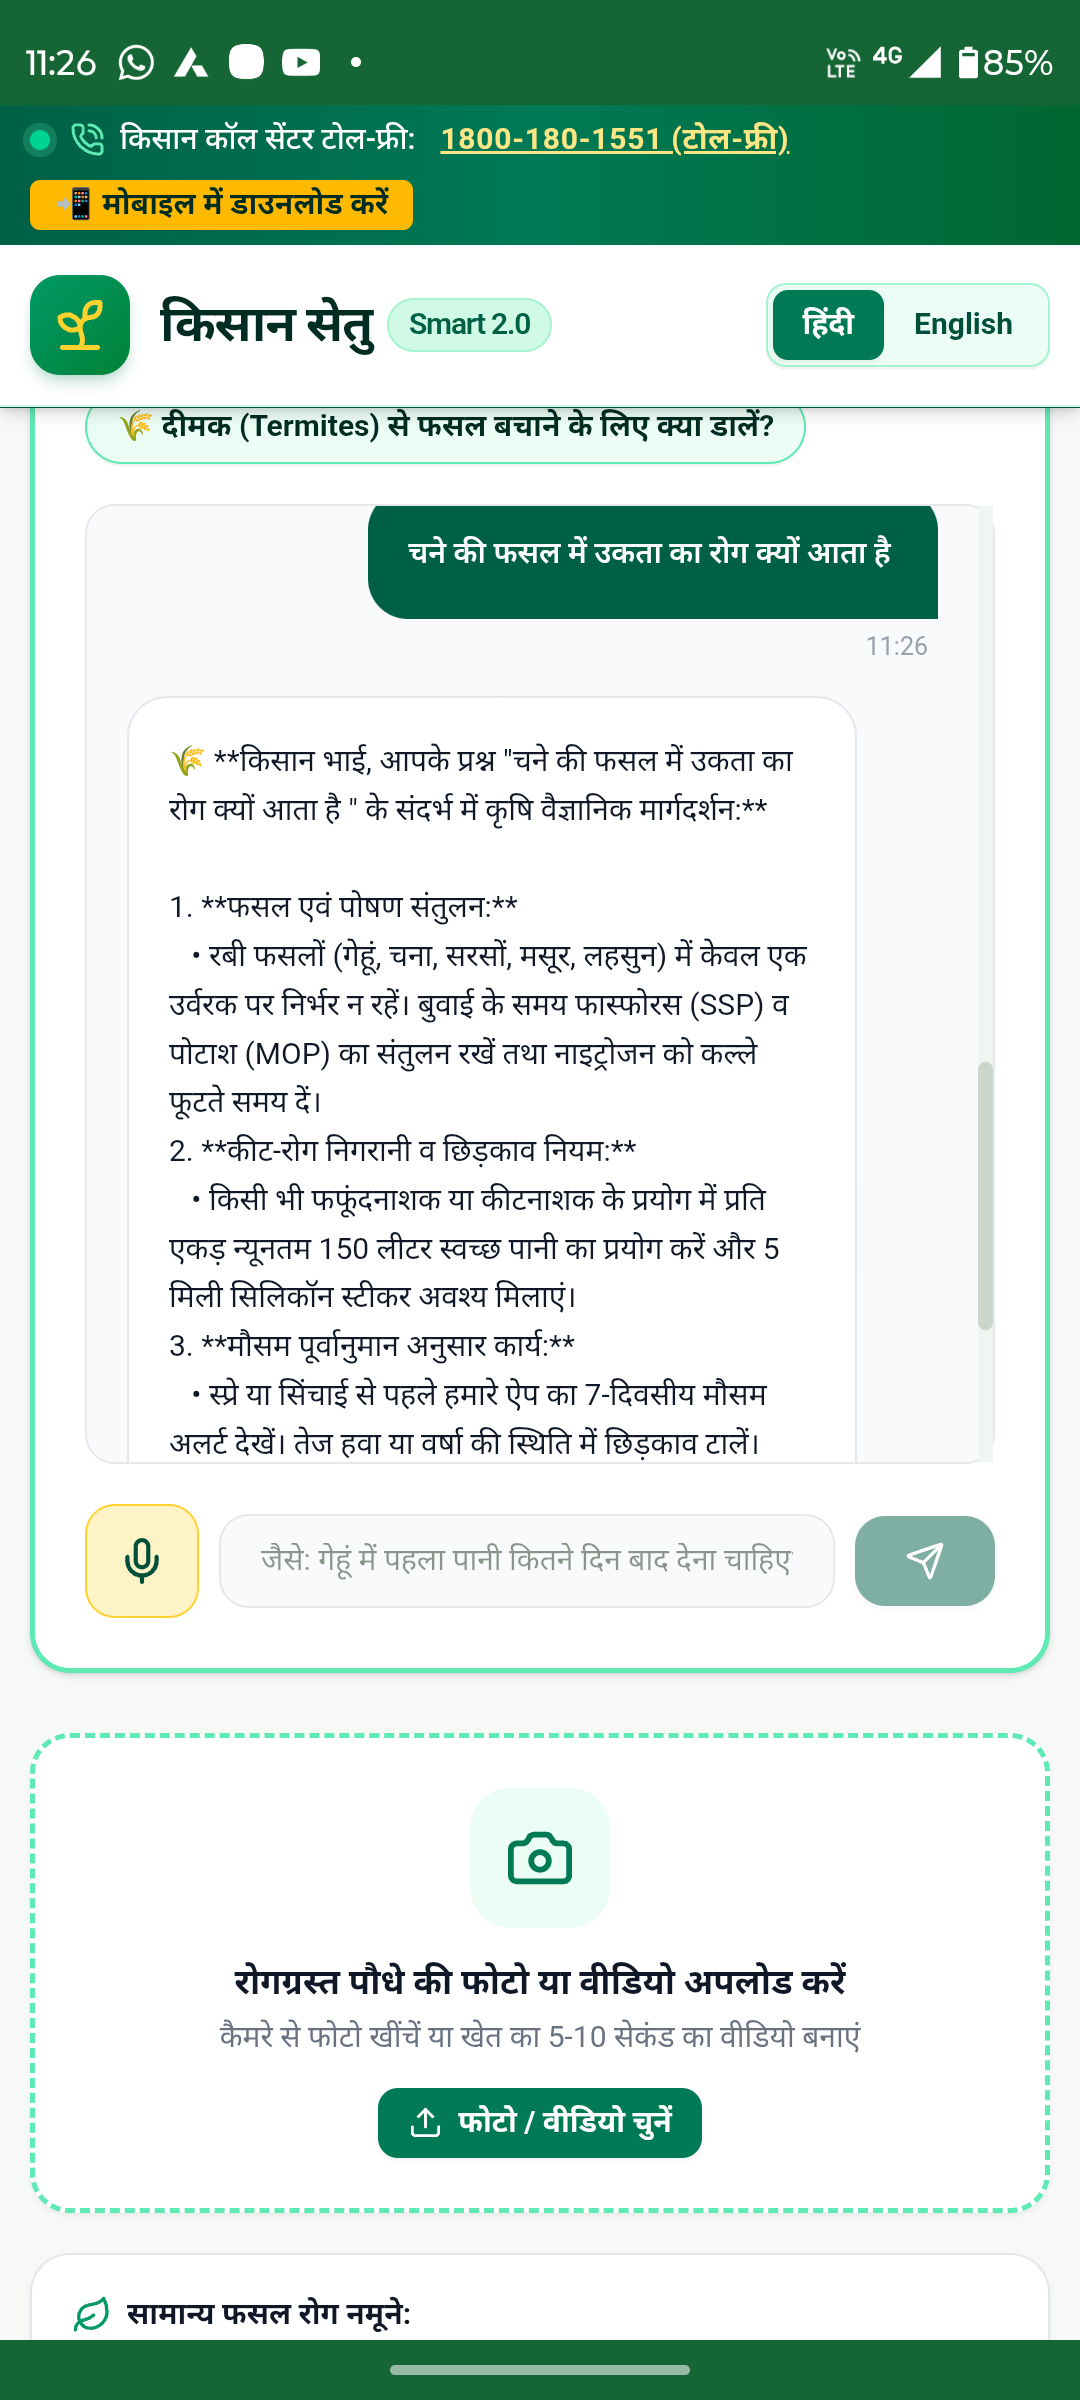 11:26
Vo LTE 4G 85%
किसान कॉल सेंटर टोल-फ्री: 1800-180-1551 (टोल-फ्री)
📲 मोबाइल में डाउनलोड करें
किसान सेतु Smart 2.0 हिंदी English
🌾 दीमक (Termites) से फसल बचाने के लिए क्या डालें?
चने की फसल में उकता का रोग क्यों आता है
11:26
🌾 **किसान भाई, आपके प्रश्न "चने की फसल में उकता का
रोग क्यों आता है " के संदर्भ में कृषि वैज्ञानिक मार्गदर्शन:**
1. **फसल एवं पोषण संतुलन:**
• रबी फसलों (गेहूं, चना, सरसों, मसूर, लहसुन) में केवल एक
उर्वरक पर निर्भर न रहें। बुवाई के समय फास्फोरस (SSP) व
पोटाश (MOP) का संतुलन रखें तथा नाइट्रोजन को कल्ले
फूटते समय दें।
2. **कीट-रोग निगरानी व छिड़काव नियम:**
• किसी भी फफूंदनाशक या कीटनाशक के प्रयोग में प्रति
एकड़ न्यूनतम 150 लीटर स्वच्छ पानी का प्रयोग करें और 5
मिली सिलिकॉन स्टीकर अवश्य मिलाएं।
3. **मौसम पूर्वानुमान अनुसार कार्य:**
• स्प्रे या सिंचाई से पहले हमारे ऐप का 7-दिवसीय मौसम
अलर्ट देखें। तेज हवा या वर्षा की स्थिति में छिड़काव टालें।
जैसे: गेहूं में पहला पानी कितने दिन बाद देना चाहिए
रोगग्रस्त पौधे की फोटो या वीडियो अपलोड करें
कैमरे से फोटो खींचें या खेत का 5-10 सेकंड का वीडियो बनाएं
फोटो / वीडियो चुनें
सामान्य फसल रोग नमूने: